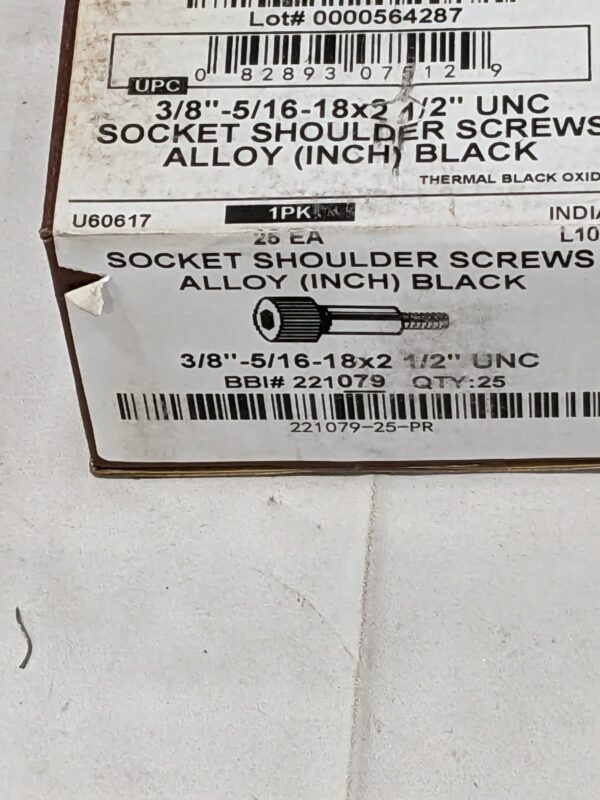 Lot# 0000564287
UPC
0 82893 07512 9
3/8"-5/16-18x2 1/2" UNC
SOCKET SHOULDER SCREWS
ALLOY (INCH) BLACK
THERMAL BLACK OXID
U60617 1PK INDIA
25 EA L10
SOCKET SHOULDER SCREWS
ALLOY (INCH) BLACK
3/8"-5/16-18x2 1/2" UNC
BBI# 221079 QTY:25
221079-25-PR